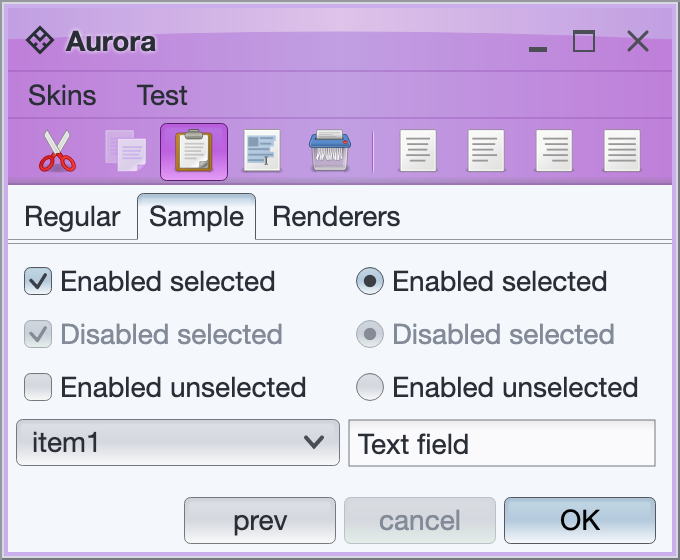 Aurora
Skins Test
Regular Sample Renderers
Enabled selected Enabled selected
Disabled selected Disabled selected
Enabled unselected Enabled unselected
item1 Text field
prev cancel OK